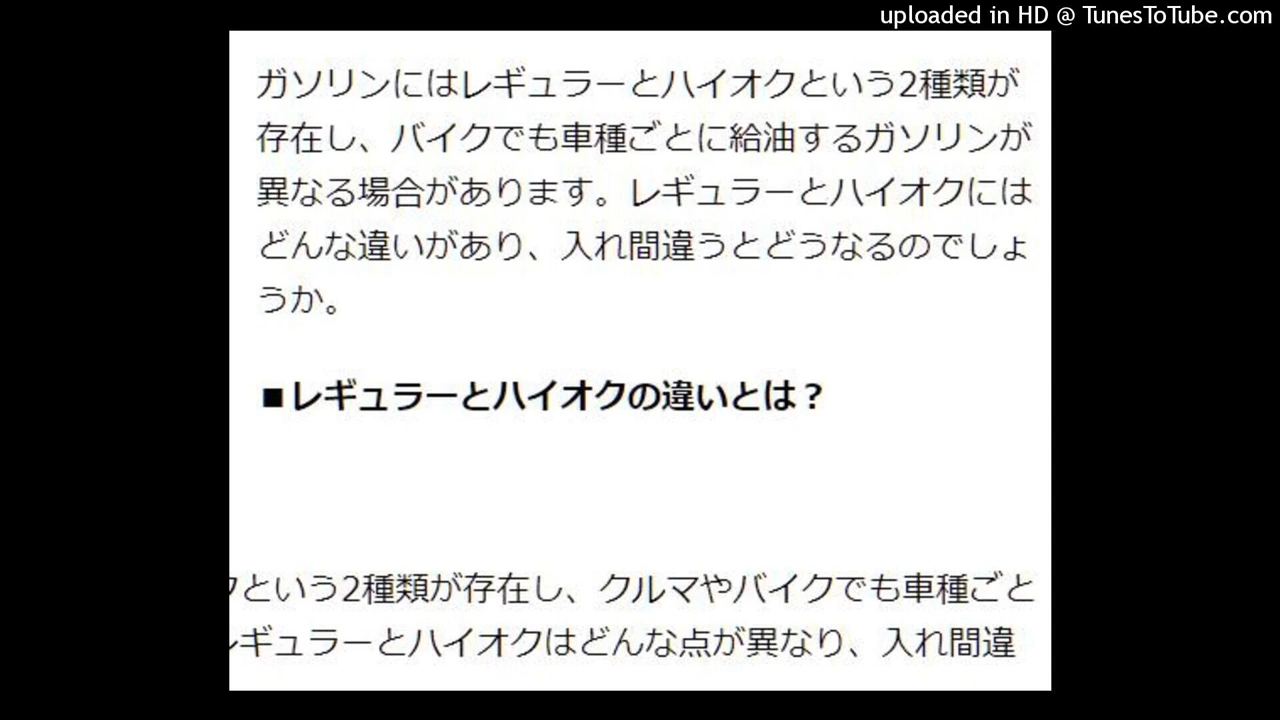 uploaded in HD @ TunesToTube.com
ガソリンにはレギュラーとハイオクという2種類が
存在し、バイクでも車種ごとに給油するガソリンが
異なる場合があります。レギュラーとハイオクには
どんな違いがあり、入れ間違うとどうなるのでしょ
うか。
■レギュラーとハイオクの違いとは？
クという2種類が存在し、クルマやバイクでも車種ごと
レギュラーとハイオクはどんな点が異なり、入れ間違